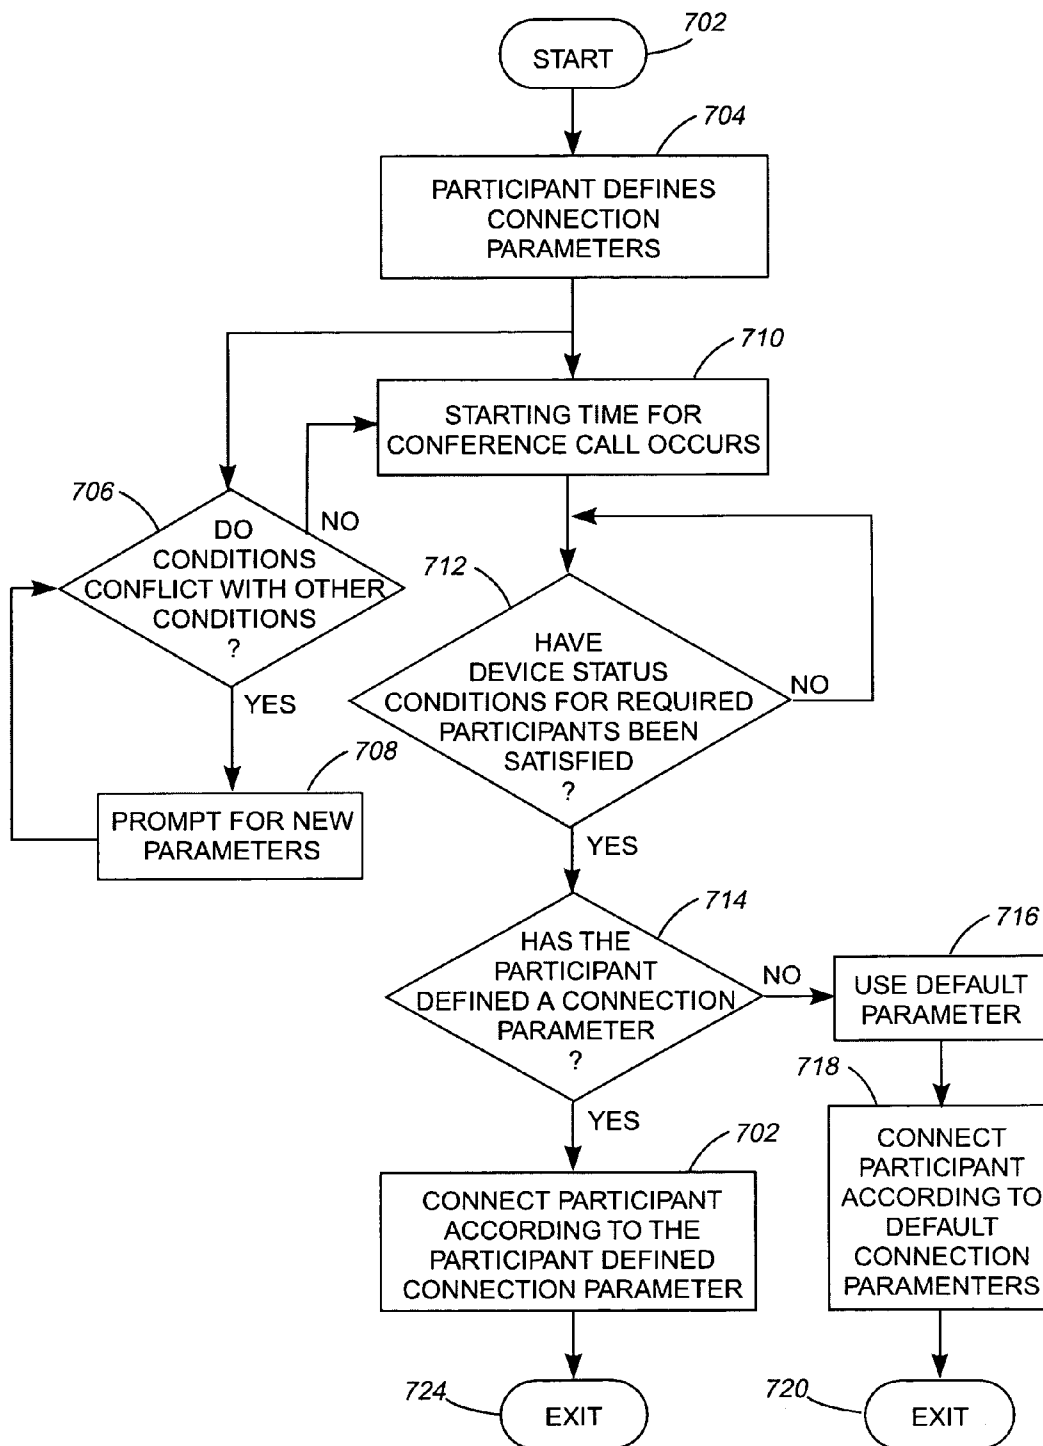 702
START
704
PARTICIPANT DEFINES
CONNECTION
PARAMETERS
710
STARTING TIME FOR
CONFERENCE CALL OCCURS
706
DO
CONDITIONS
CONFLICT WITH OTHER
CONDITIONS
?
NO
YES
708
PROMPT FOR NEW
PARAMETERS
712
HAVE
DEVICE STATUS
CONDITIONS FOR REQUIRED
PARTICIPANTS BEEN
SATISFIED
?
NO
YES
714
HAS THE
PARTICIPANT
DEFINED A CONNECTION
PARAMETER
?
NO
716
USE DEFAULT
PARAMETER
YES
718
CONNECT
PARTICIPANT
ACCORDING TO
DEFAULT
CONNECTION
PARAMENTERS
702
CONNECT PARTICIPANT
ACCORDING TO THE
PARTICIPANT DEFINED
CONNECTION PARAMETER
724
EXIT
720
EXIT